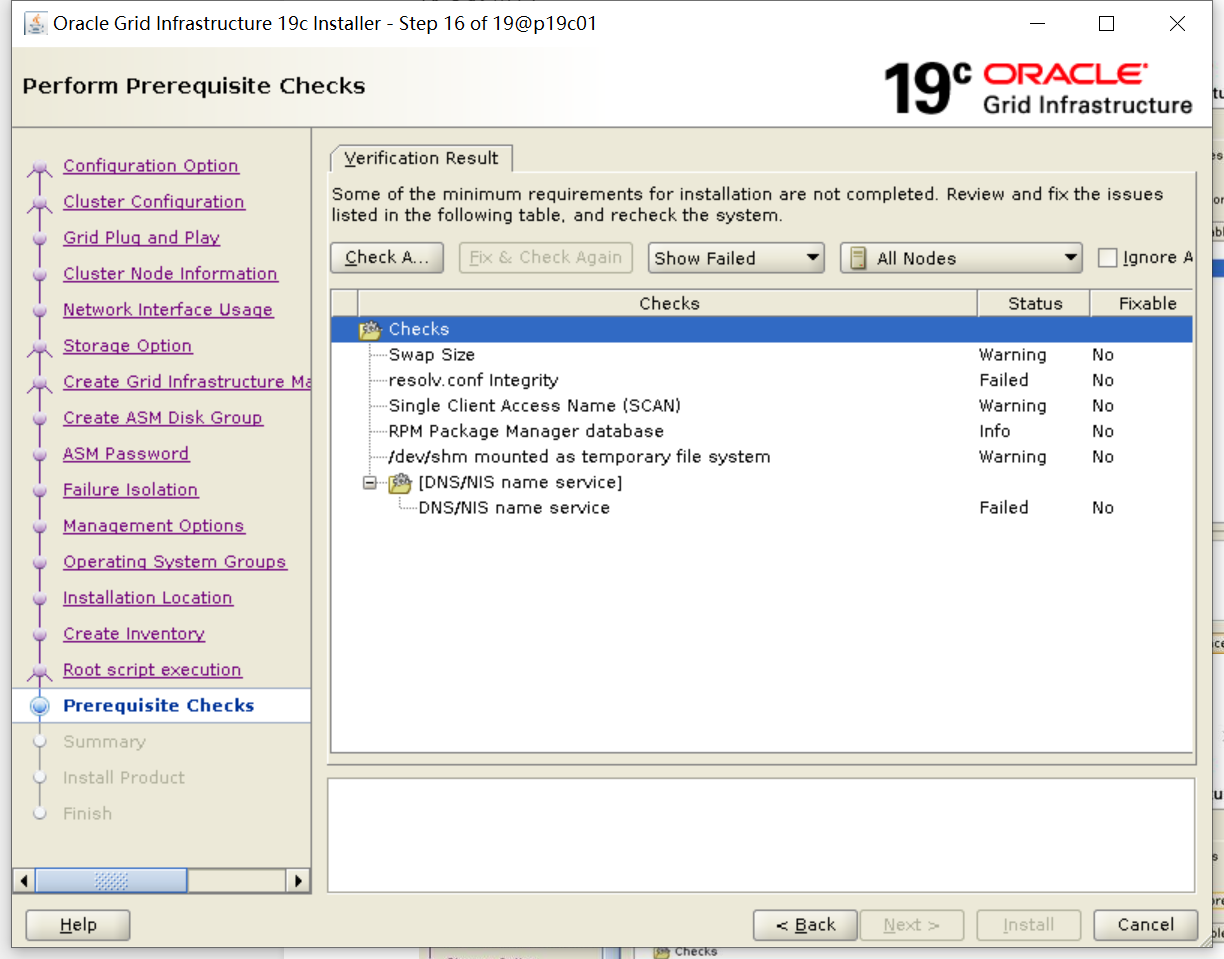 Oracle Grid Infrastructure 19c Installer - Step 16 of 19@p19c01
Perform Prerequisite Checks
19c ORACLE
Grid Infrastructure
Configuration Option
Cluster Configuration
Grid Plug and Play
Cluster Node Information
Network Interface Usage
Storage Option
Create Grid Infrastructure Ma
Create ASM Disk Group
ASM Password
Failure Isolation
Management Options
Operating System Groups
Installation Location
Create Inventory
Root script execution
Prerequisite Checks
Summary
Install Product
Finish
Verification Result
Some of the minimum requirements for installation are not completed. Review and fix the issues
listed in the following table, and recheck the system.
Check A... Fix & Check Again Show Failed All Nodes Ignore A
Checks Status Fixable
Checks
Swap Size Warning No
resolv.conf Integrity Failed No
Single Client Access Name (SCAN) Warning No
RPM Package Manager database Info No
/dev/shm mounted as temporary file system Warning No
[DNS/NIS name service]
DNS/NIS name service Failed No
Help < Back Next > Install Cancel
Checks